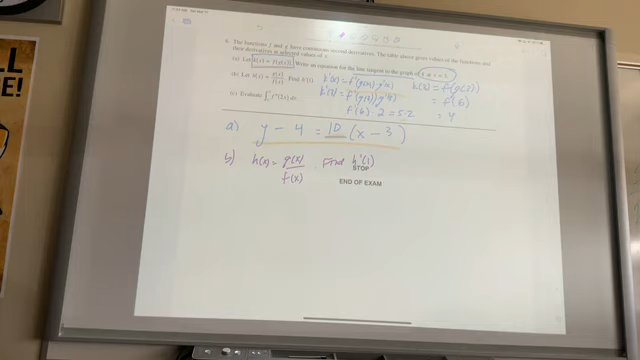 6. The functions f and g have continuous second derivatives. The table above gives values of the functions and
their derivatives at selected values of x.
(a) Let k(x) = f(g(x)). Write an equation for the line tangent to the graph of k at x = 3.
k'(x) = f'(g(x))·g'(x)
k(3) = f(g(3))
(b) Let h(x) = g(x)/f(x). Find h'(1)
k'(3) = f'(g(3))·g'(3)
= f(6)
(c) Evaluate
f'(6)·2 = 5·2
= 4
a) y - 4 = 10 (x - 3)
b) h(x) = g(x)/f(x) . Find h'(1)
STOP
END OF EXAM